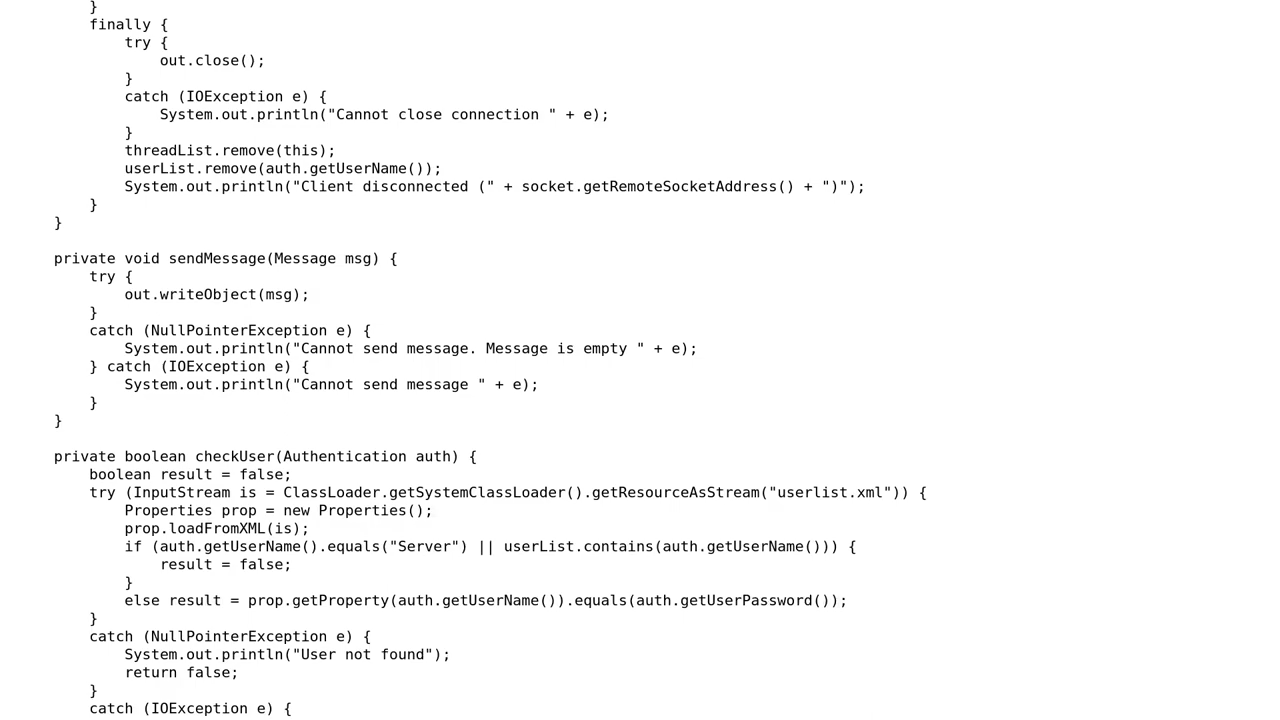 }
finally {
try {
out.close();
}
catch (IOException e) {
System.out.println("Cannot close connection " + e);
}
threadList.remove(this);
userList.remove(auth.getUserName());
System.out.println("Client disconnected (" + socket.getRemoteSocketAddress() + ")");
}
}
private void sendMessage(Message msg) {
try {
out.writeObject(msg);
}
catch (NullPointerException e) {
System.out.println("Cannot send message. Message is empty " + e);
} catch (IOException e) {
System.out.println("Cannot send message " + e);
}
}
private boolean checkUser(Authentication auth) {
boolean result = false;
try (InputStream is = ClassLoader.getSystemClassLoader().getResourceAsStream("userlist.xml")) {
Properties prop = new Properties();
prop.loadFromXML(is);
if (auth.getUserName().equals("Server") || userList.contains(auth.getUserName())) {
result = false;
}
else result = prop.getProperty(auth.getUserName()).equals(auth.getUserPassword());
}
catch (NullPointerException e) {
System.out.println("User not found");
return false;
}
catch (IOException e) {